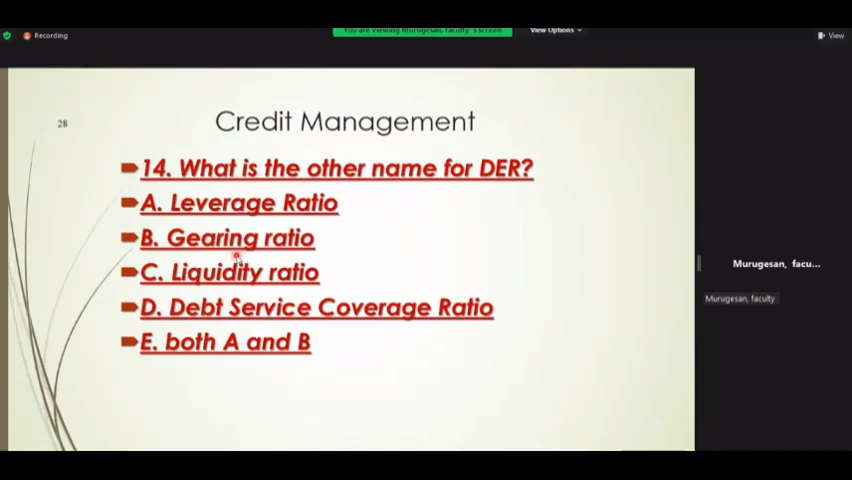 Recording
You are viewing Murugesan, faculty 's screen
View Options
View
28
Credit Management
14. What is the other name for DER?
A. Leverage Ratio
B. Gearing ratio
C. Liquidity ratio
D. Debt Service Coverage Ratio
E. both A and B
Murugesan, facu...
Murugesan, faculty